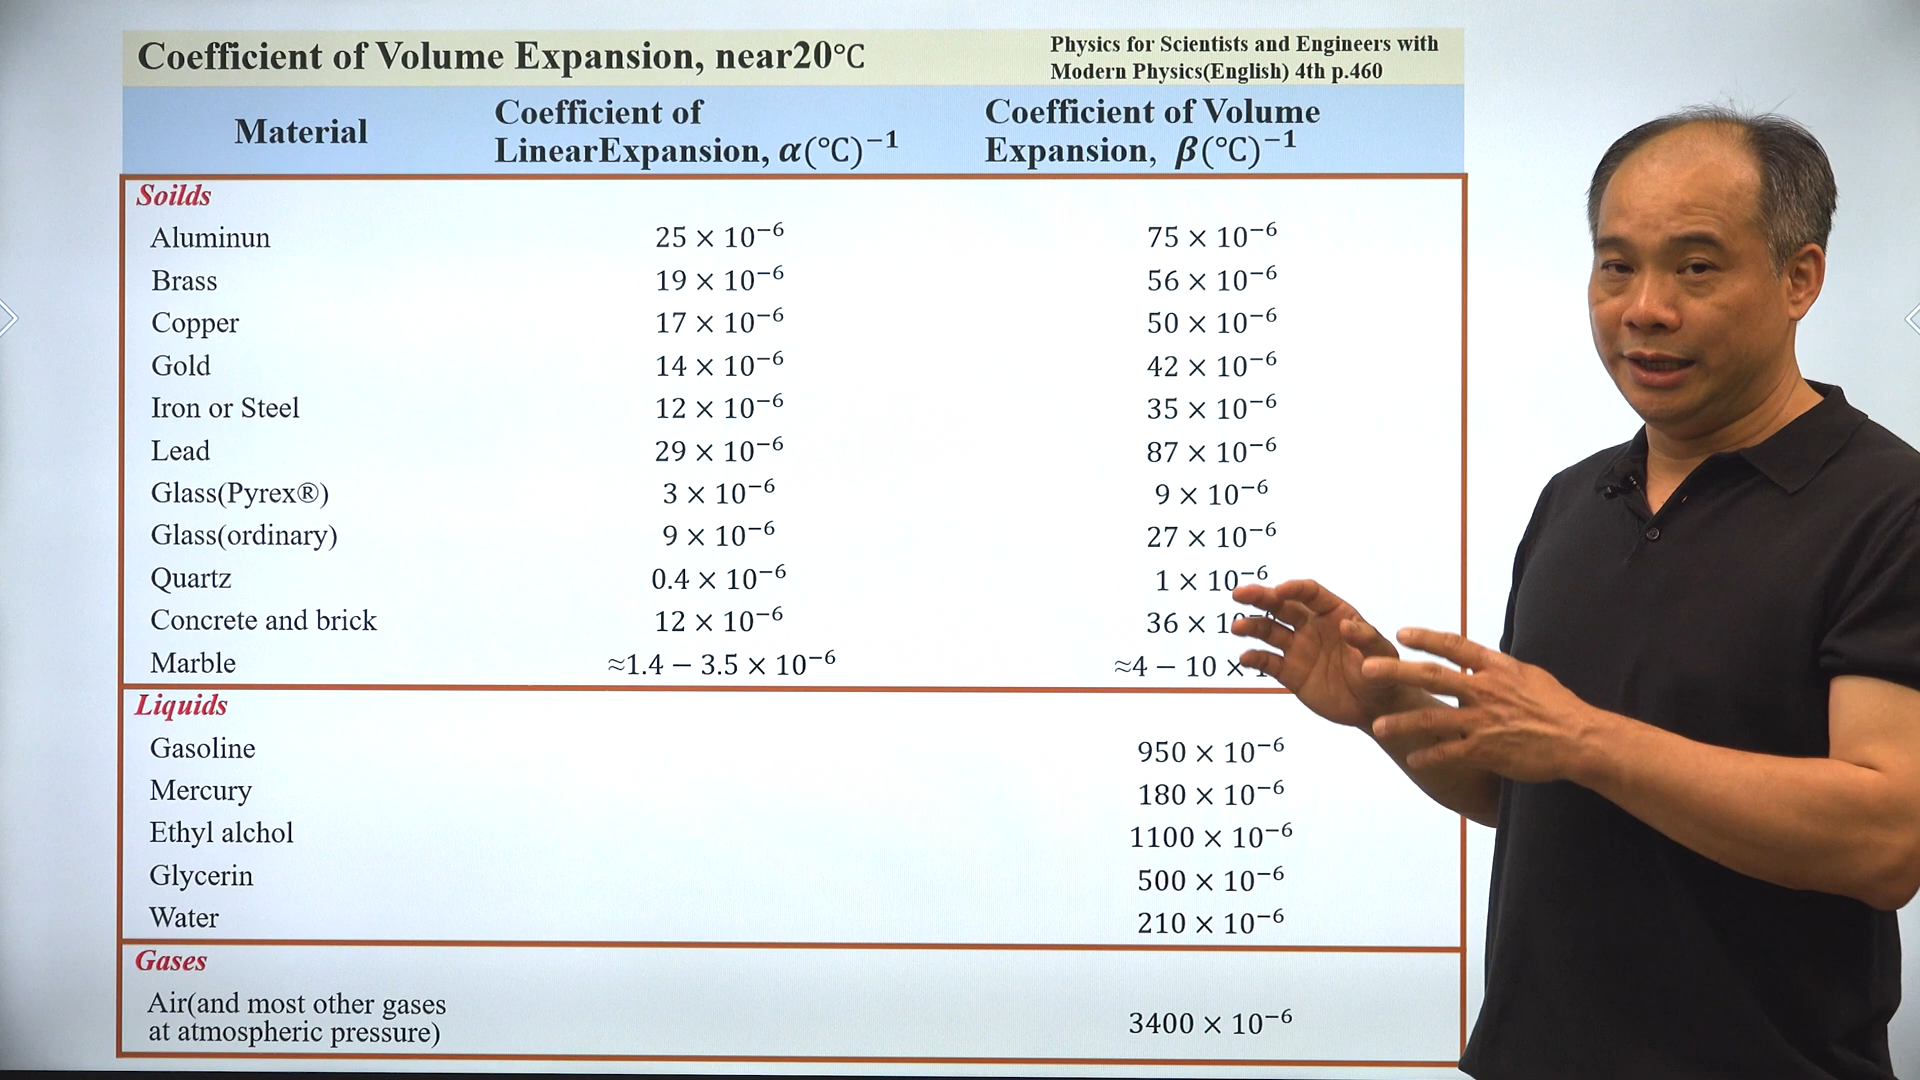 Coefficient of Volume Expansion, near20℃
Physics for Scientists and Engineers with
Modern Physics(English) 4th p.460
Material
Coefficient of
LinearExpansion, α(℃)⁻¹
Coefficient of Volume
Expansion, β(℃)⁻¹
Soilds
Aluminun 25 × 10⁻⁶ 75 × 10⁻⁶
Brass 19 × 10⁻⁶ 56 × 10⁻⁶
Copper 17 × 10⁻⁶ 50 × 10⁻⁶
Gold 14 × 10⁻⁶ 42 × 10⁻⁶
Iron or Steel 12 × 10⁻⁶ 35 × 10⁻⁶
Lead 29 × 10⁻⁶ 87 × 10⁻⁶
Glass(Pyrex®) 3 × 10⁻⁶ 9 × 10⁻⁶
Glass(ordinary) 9 × 10⁻⁶ 27 × 10⁻⁶
Quartz 0.4 × 10⁻⁶ 1 × 10⁻⁶
Concrete and brick 12 × 10⁻⁶ 36 ×
Marble ≈1.4 − 3.5 × 10⁻⁶ ≈4 − 10 ×
Liquids
Gasoline 950 × 10⁻⁶
Mercury 180 × 10⁻⁶
Ethyl alchol 1100 × 10⁻⁶
Glycerin 500 × 10⁻⁶
Water 210 × 10⁻⁶
Gases
Air(and most other gases
at atmospheric pressure) 3400 × 10⁻⁶